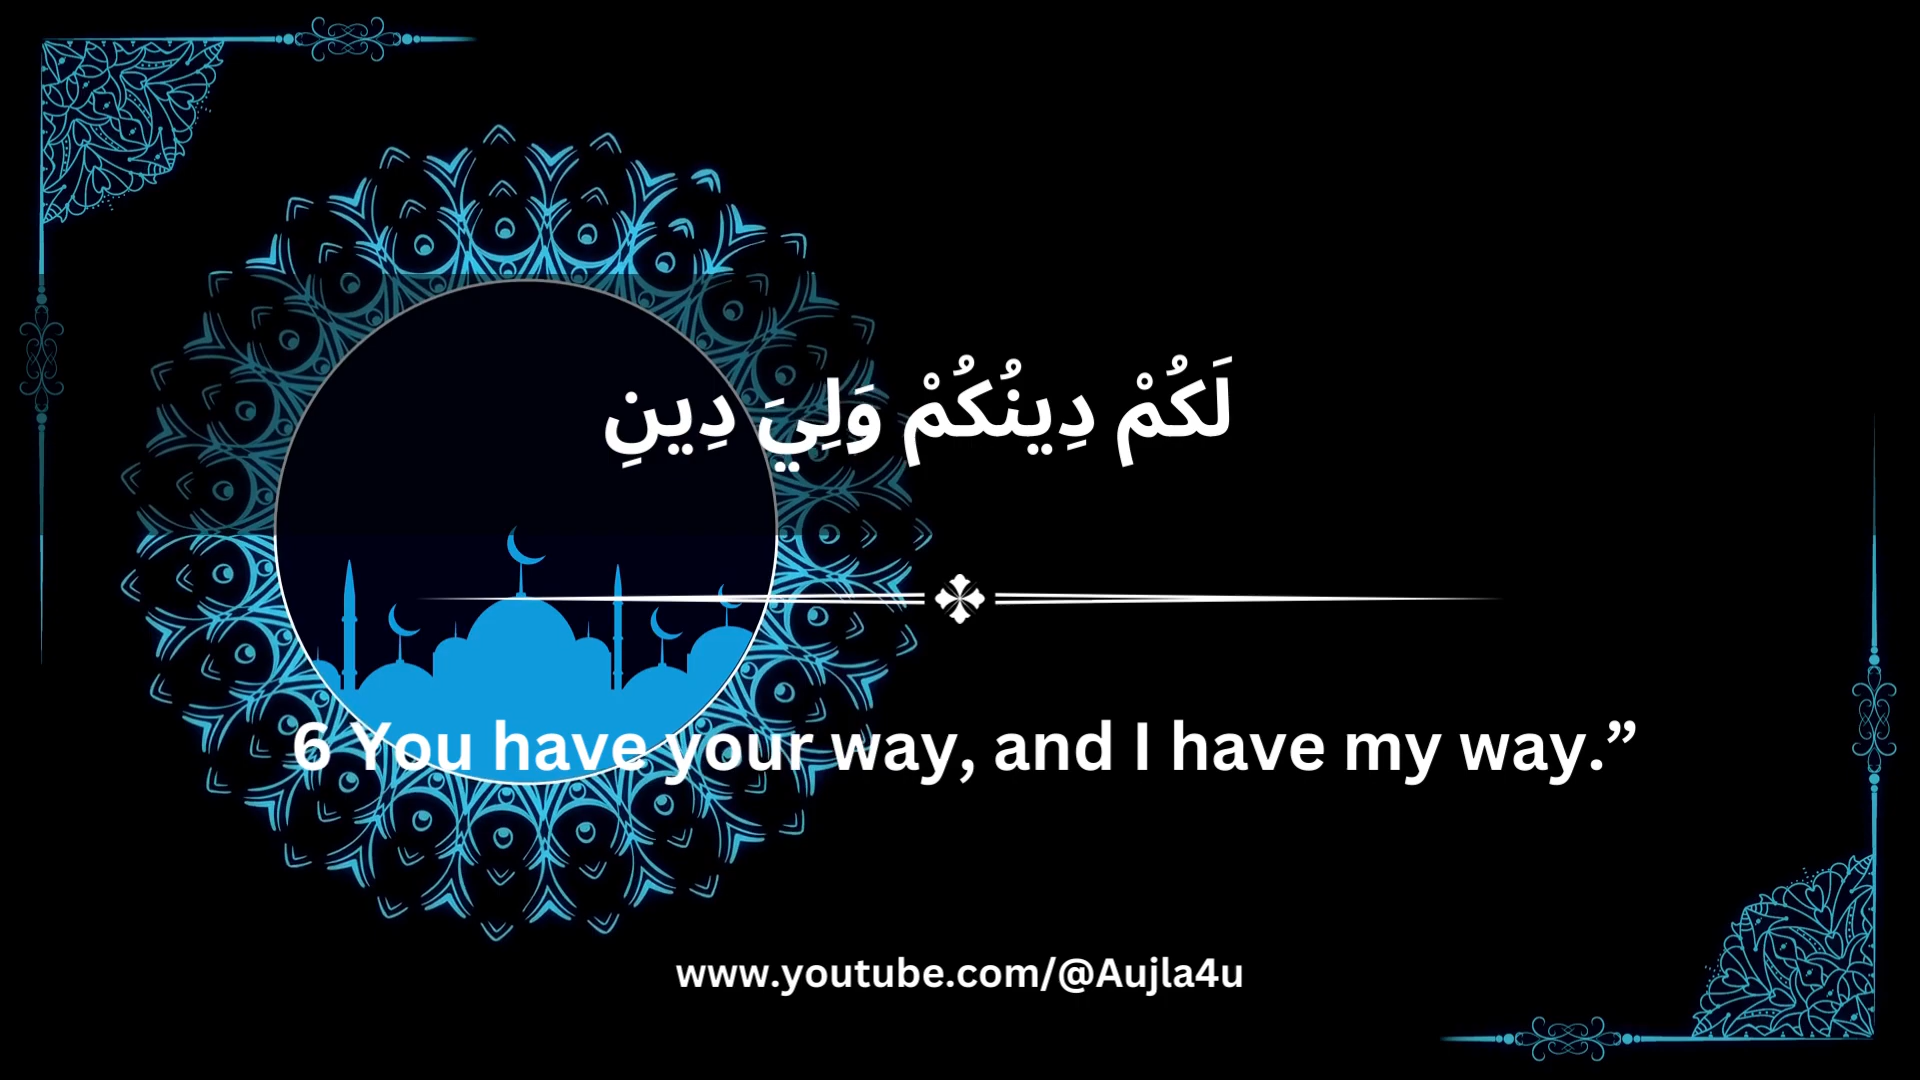 لَكُمْ دِينُكُمْ وَلِيَ دِينِ
6 You have your way, and I have my way.”
www.youtube.com/@Aujla4u